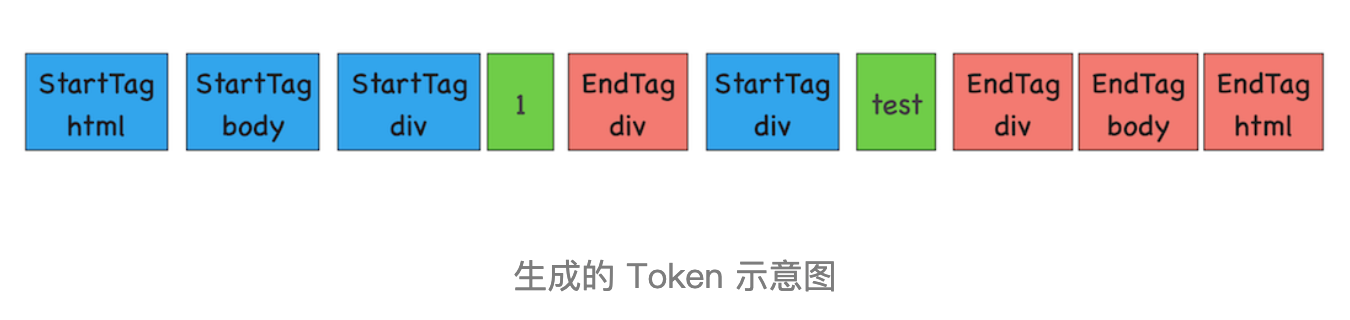 StartTag
html
StartTag
body
StartTag
div
1
EndTag
div
StartTag
div
test
EndTag
div
EndTag
body
EndTag
html
生成的 Token 示意图